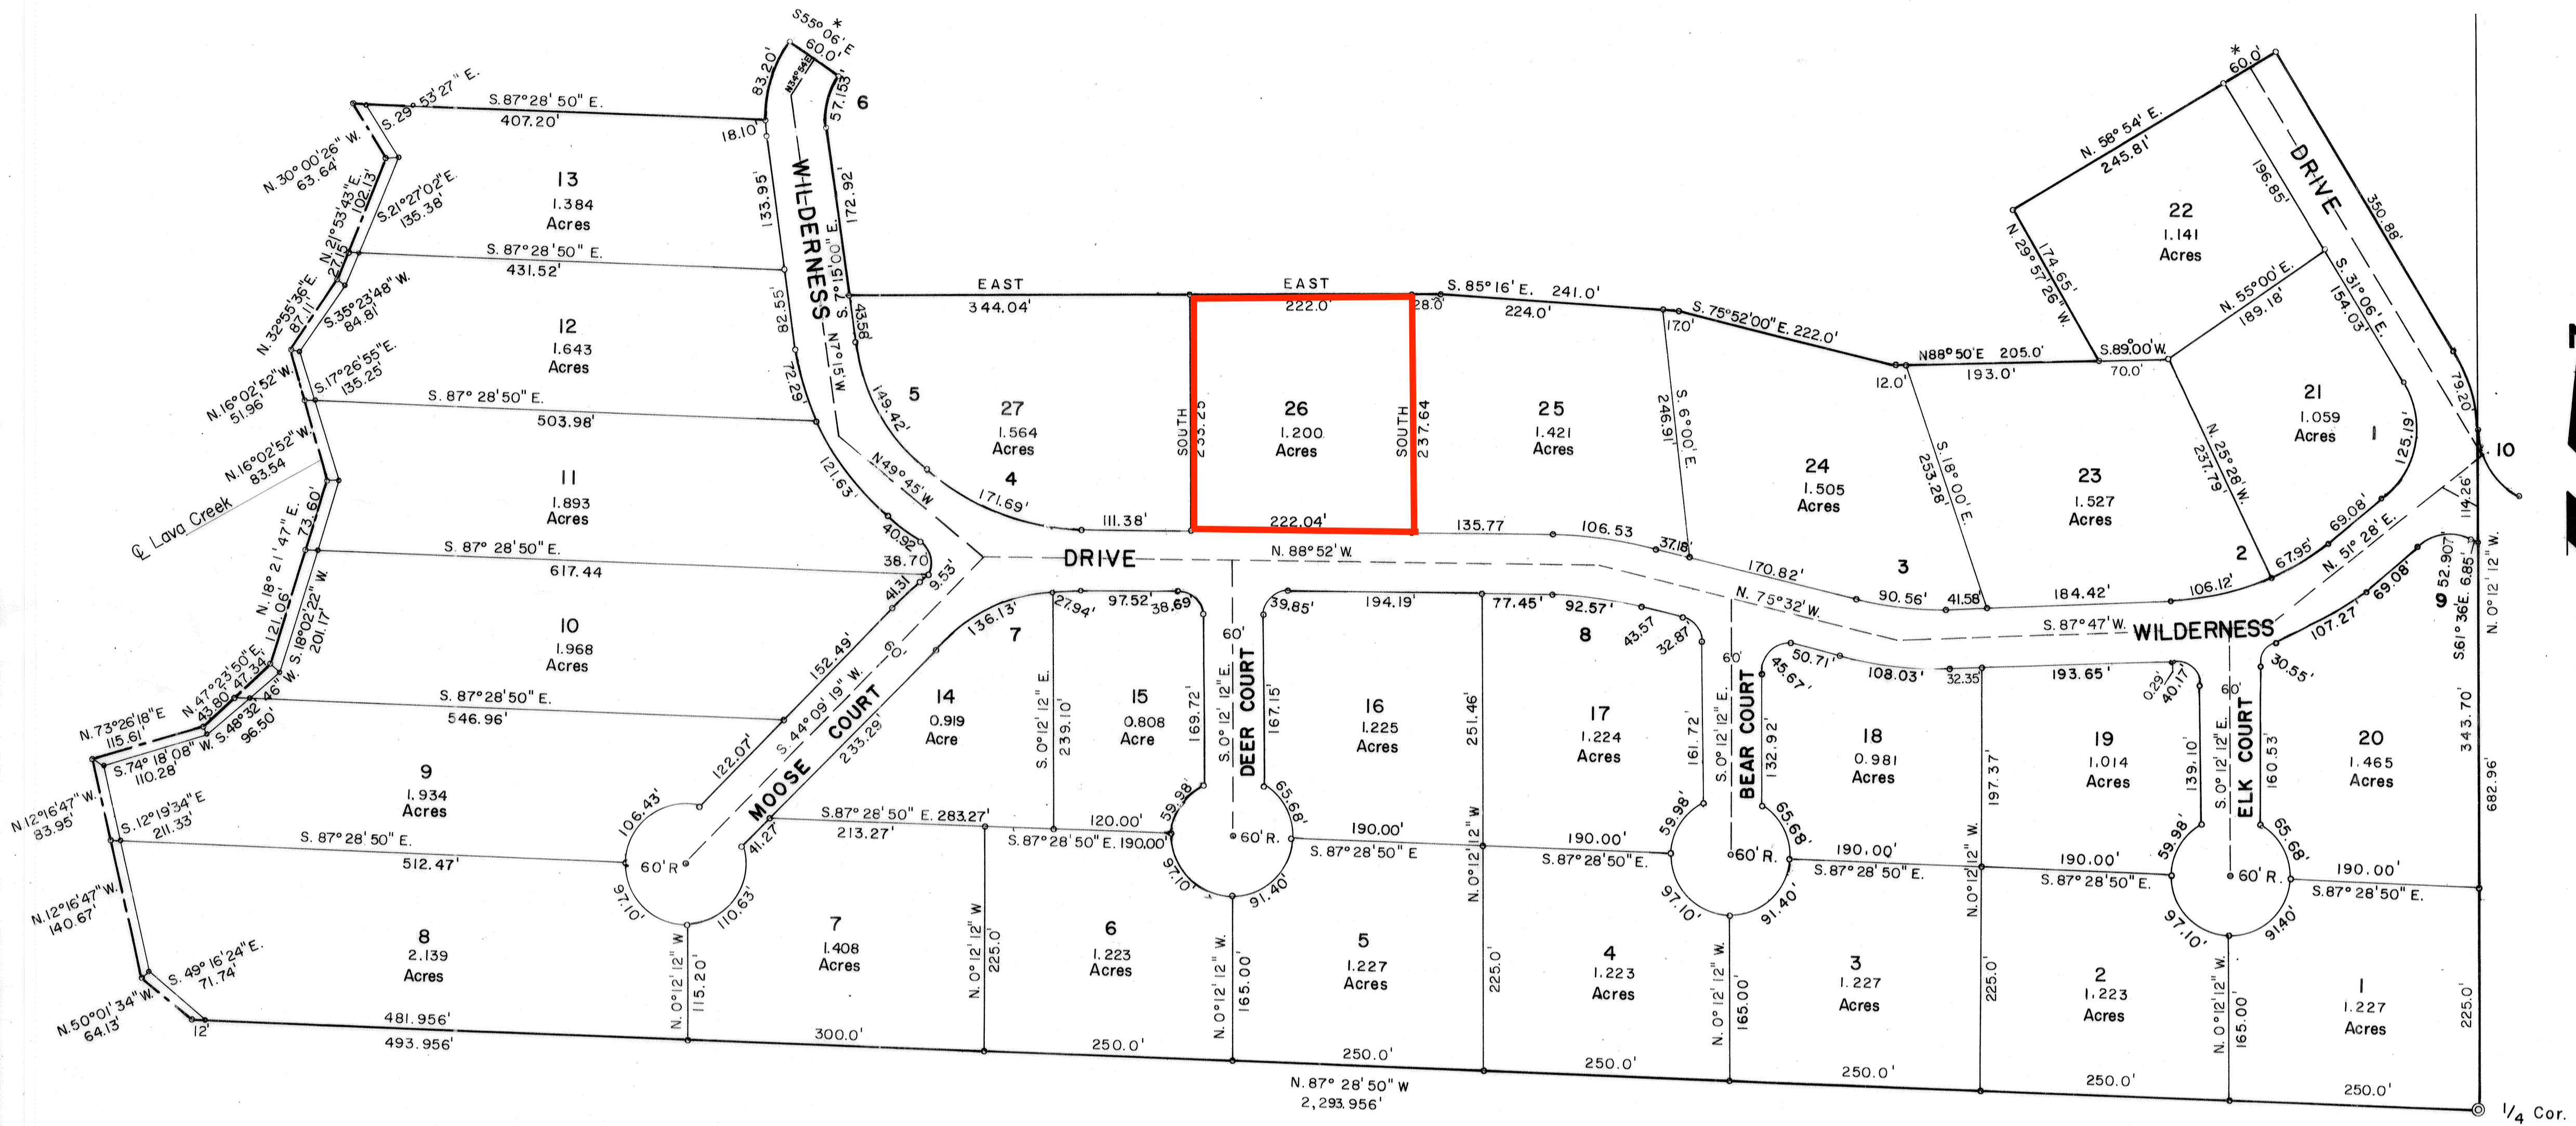 S55° 06' E
*
60.0'
83.20'
N34°54'E
57.153'
6
*
60.0'
S. 29° 53' 27" E.
S.87° 28' 50" E.
407.20'
18.10'
N. 30° 00' 26" W.
63.64'
13
1.384
Acres
133.95'
WILDERNESS
172.92'
S. 7° 15' 00" E.
N. 21° 53' 43" E.
102.13'
S.21° 27' 02" E.
135.38'
27.15'
S. 87° 28' 50" E.
431.52'
N. 58° 54' E.
245.81'
196.85'
DRIVE
350.88'
22
1.141
Acres
174.65'
N. 29° 57' 26" W.
N. 55°00' E.
189.18'
S. 31° 06' E.
154.03'
N. 32° 55' 36" E.
87.11'
S.35° 23' 48" W.
84.81'
12
1.643
Acres
82.55'
43.58'
N7°15'W.
EAST
344.04'
EAST
222.0'
28.0'
S. 85° 16' E. 241.0'
224.0'
17.0'
S. 75° 52' 00" E. 222.0'
12.0'
N88° 50' E 205.0'
193.0'
S.89°00'W.
70.0'
79.20'
N.16° 02' 52" W.
51.96'
S.17° 26' 55" E.
135.25'
S. 87° 28' 50" E.
503.98'
72.29'
149.42'
5
27
1.564
Acres
4
SOUTH
26
1.200
Acres
SOUTH
237.64
25
1.421
Acres
S 6° 00' E.
246.91'
24
1.505
Acres
S. 18° 00' E.
253.28'
23
1.527
Acres
N. 25° 28' W.
237.79'
21
1.059
Acres
1
125.19'
10
N.16° 02' 52" W.
83.54
℄ Lava Creek
11
1.893
Acres
121.63'
N49° 45' W
171.69'
111.38'
222.04'
135.77
106.53
37.18'
2
67.95'
69.08'
N. 51° 28' E.
114.26'
N. 18° 21' 47" E.
73.60'
121.06'
S. 18° 02' 22" W.
201.17'
S. 87° 28' 50" E.
617.44
40.92'
38.70
9.53'
41.31
DRIVE
N. 88° 52' W.
170.82'
3
90.56'
41.58'
184.42'
106.12'
69.08'
9
52.907'
6.85'
S.61° 36' E.
N. 0° 12' 12" W.
10
1.968
Acres
152.49'
60'
136.13'
7
27.94'
97.52'
38.69'
60'
39.85'
194.19'
77.45'
92.57'
8
43.57
32.87'
N. 75° 32' W.
60'
50.71'
45.67'
108.03'
32.35'
S.87° 47' W.
WILDERNESS
193.65'
0.29'
40.17'
60'
107.27'
30.55'
N.47° 23' 50" E.
47.34'
43.80'
S. 48° 32' 46" W.
96.50'
S. 87° 28' 50" E.
546.96'
N. 73° 26' 18" E
115.61'
S.74° 18' 08" W.
110.28'
S. 44° 09' 19" W.
MOOSE COURT
122.07'
233.29'
14
0.919
Acre
S. 0° 12' 12" E
239.10'
15
0.808
Acre
169.72'
S. 0° 12' 12" E.
DEER COURT
167.15'
16
1.225
Acres
251.46'
17
1.224
Acres
161.72'
S. 0° 12' 12" E.
BEAR COURT
132.92'
18
0.981
Acres
197.37'
19
1.014
Acres
139.10'
S. 0° 12' 12" E.
ELK COURT
160.53'
20
1.465
Acres
343.70'
682.96'
9
1.934
Acres
N.12° 16' 47" W.
83.95'
S.12° 19' 34" E
211.33'
S. 87° 28' 50" E.
512.47'
106.43'
60' R
41.27'
S.87° 28' 50" E. 283.27'
213.27'
120.00'
S.87° 28' 50" E. 190.00'
59.98'
60' R.
65.68'
190.00'
S.87° 28' 50" E
190.00'
S.87° 28' 50" E.
59.98'
60' R.
65.68'
190.00'
S.87° 28' 50" E.
190.00'
S.87° 28' 50" E.
59.98'
60' R.
65.68'
190.00'
S.87° 28' 50" E.
97.10'
110.63'
97.10'
91.40'
N.0° 12' 12" W
97.10'
91.40'
N.0° 12' 12" W.
97.10'
91.40'
N.12° 16' 47" W.
140.67'
8
2.139
Acres
7
1.408
Acres
6
1.223
Acres
5
1.227
Acres
4
1.223
Acres
3
1.227
Acres
2
1.223
Acres
1
1.227
Acres
N. 0° 12' 12" W
115.20'
N. 0° 12' 12" W
225.0'
N. 0° 12' 12" W.
165.00'
225.0'
N. 0° 12' 12" W.
165.00'
225.0'
N. 0° 12' 12" W.
165.00'
225.0'
S. 49° 16' 24" E.
71.74'
N.50° 01' 34" W.
64.13'
12'
481.956'
493.956'
300.0'
250.0'
250.0'
250.0'
250.0'
250.0'
250.0'
N. 87° 28' 50" W
2,293.956'
1/4 Cor.